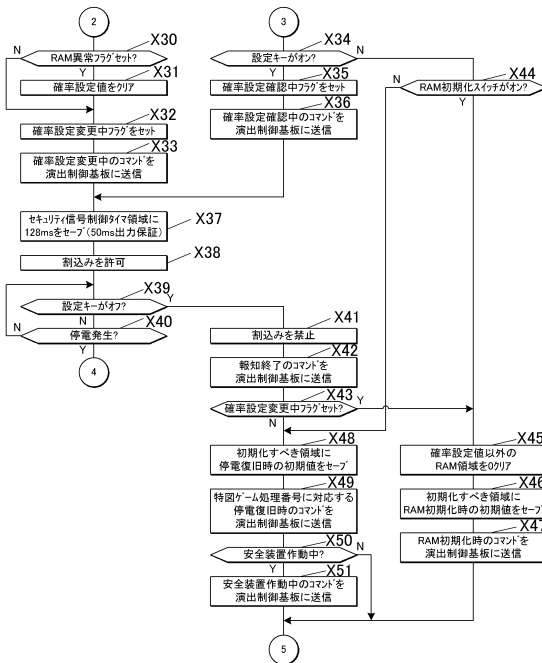 2
X30
N
RAM異常フラグセット?
Y
X31
確率設定値をクリア
X32
確率設定変更中フラグをセット
X33
確率設定変更中のコマンドを
演出制御基板に送信
3
X34
設定キーがオン?
N
Y
X35
確率設定確認中フラグをセット
X36
確率設定確認中のコマンドを
演出制御基板に送信
X44
N
RAM初期化スイッチがオン?
Y
X37
セキュリティ信号制御タイマ領域に
128msをセーブ(50ms出力保証)
X38
割込みを許可
X39
設定キーがオフ?
Y
N
X40
N
停電発生?
Y
4
X41
割込みを禁止
X42
報知終了のコマンドを
演出制御基板に送信
X43
確率設定変更中フラグセット?
Y
N
X48
初期化すべき領域に
停電復旧時の初期値をセーブ
X49
特図ゲーム処理番号に対応する
停電復旧時のコマンドを
演出制御基板に送信
X50
安全装置作動中?
N
Y
X51
安全装置作動中のコマンドを
演出制御基板に送信
X45
確率設定値以外の
RAM領域を0クリア
X46
初期化すべき領域に
RAM初期化時の初期値をセーブ
X47
RAM初期化時のコマンドを
演出制御基板に送信
5